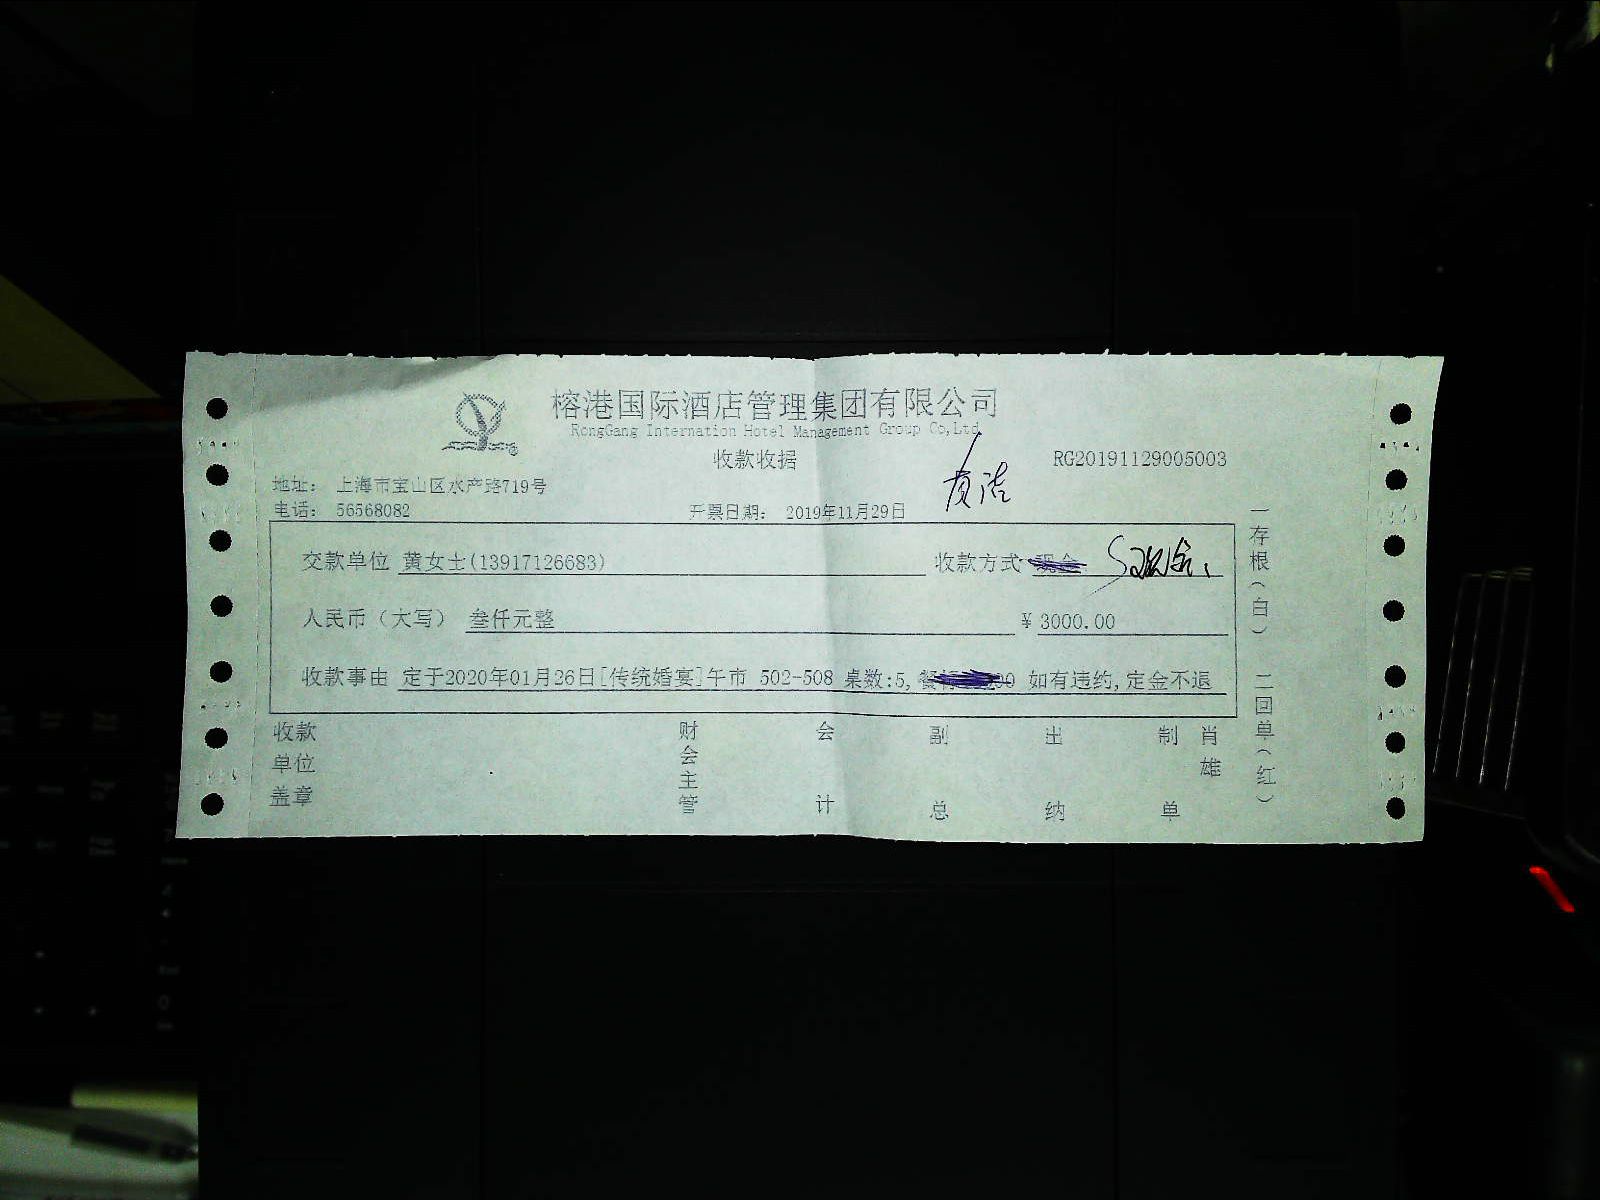 榕港国际酒店管理集团有限公司
RongGang Internation Hotel Management Group Co,Ltd
收款收据
RG20191129005003
地址： 上海市宝山区水产路719号
电话： 56568082
开票日期： 2019年11月29日
交款单位 黄女士(13917126683) 收款方式 现金
人民币（大写） 叁仟元整 ¥3000.00
收款事由 定于2020年01月26日[传统婚宴]午市 502-508 桌数:5, 如有违约,定金不退
收款单位盖章
财会主管
会计
副总
出纳
制单
肖雄
一存根(白) 二回单(红)